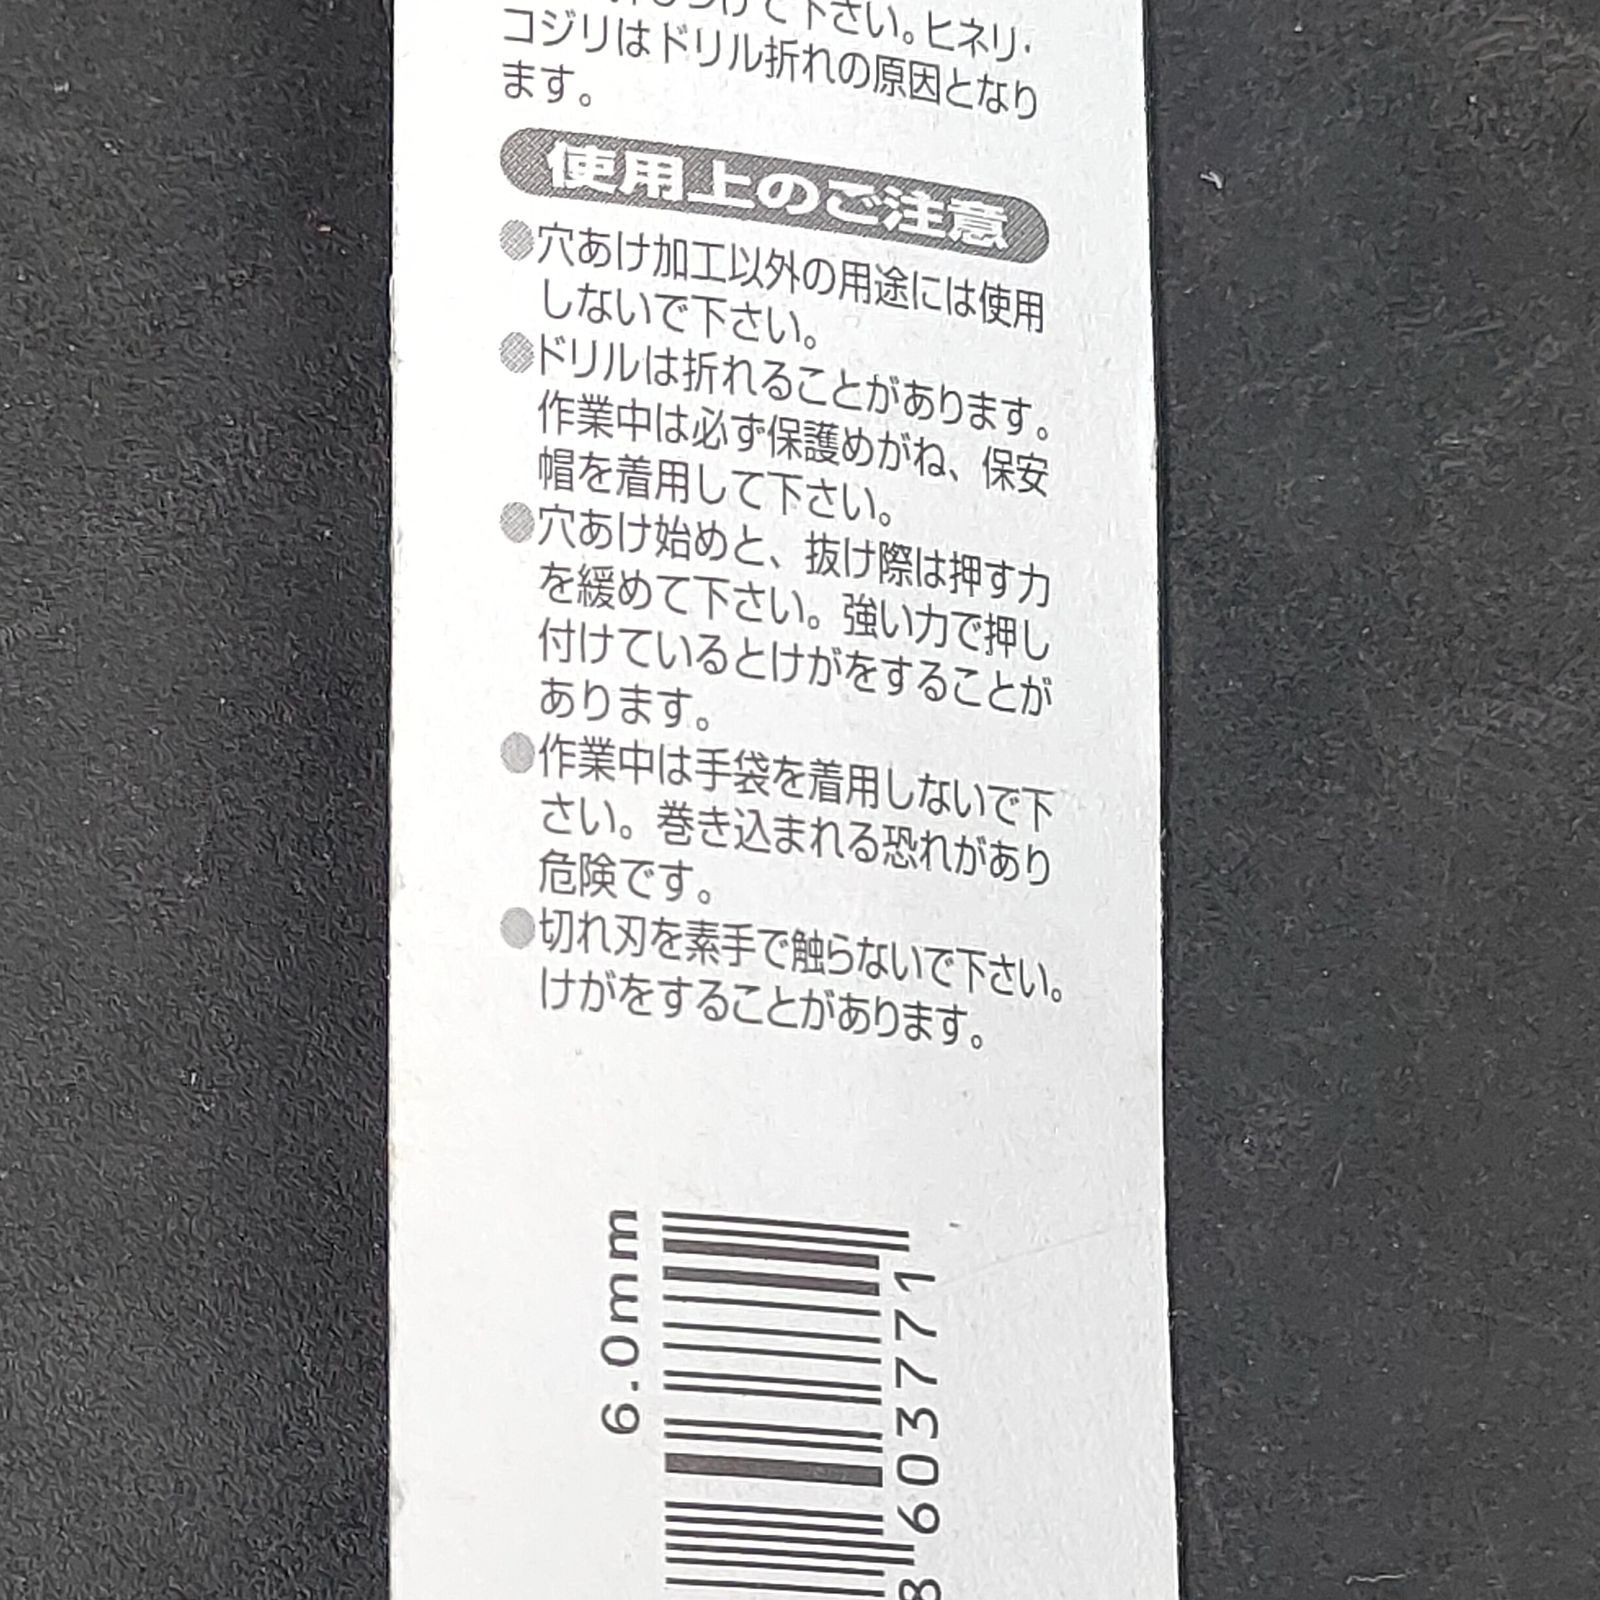 て下さい。ヒネリ・
コジリはドリル折れの原因となり
ます。
使用上のご注意
●穴あけ加工以外の用途には使用
しないで下さい。
●ドリルは折れることがあります。
作業中は必ず保護めがね、保安
帽を着用して下さい。
●穴あけ始めと、抜け際は押す力
を緩めて下さい。強い力で押し
付けているとけがをすることが
あります。
●作業中は手袋を着用しないで下
さい。巻き込まれる恐れがあり
危険です。
●切れ刃を素手で触らないで下さい。
けがをすることがあります。
6.0mm
8 603771